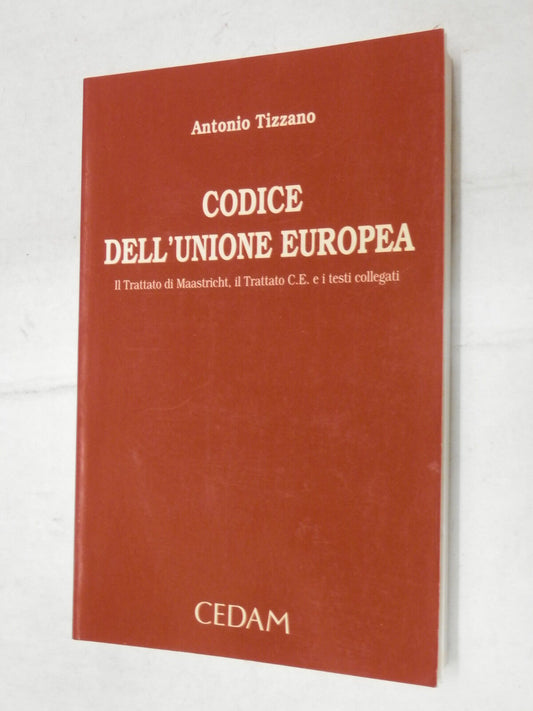 Antonio Tizzano
CODICE
DELL'UNIONE EUROPEA
Il Trattato di Maastricht, il Trattato C.E. e i testi collegati
CEDAM